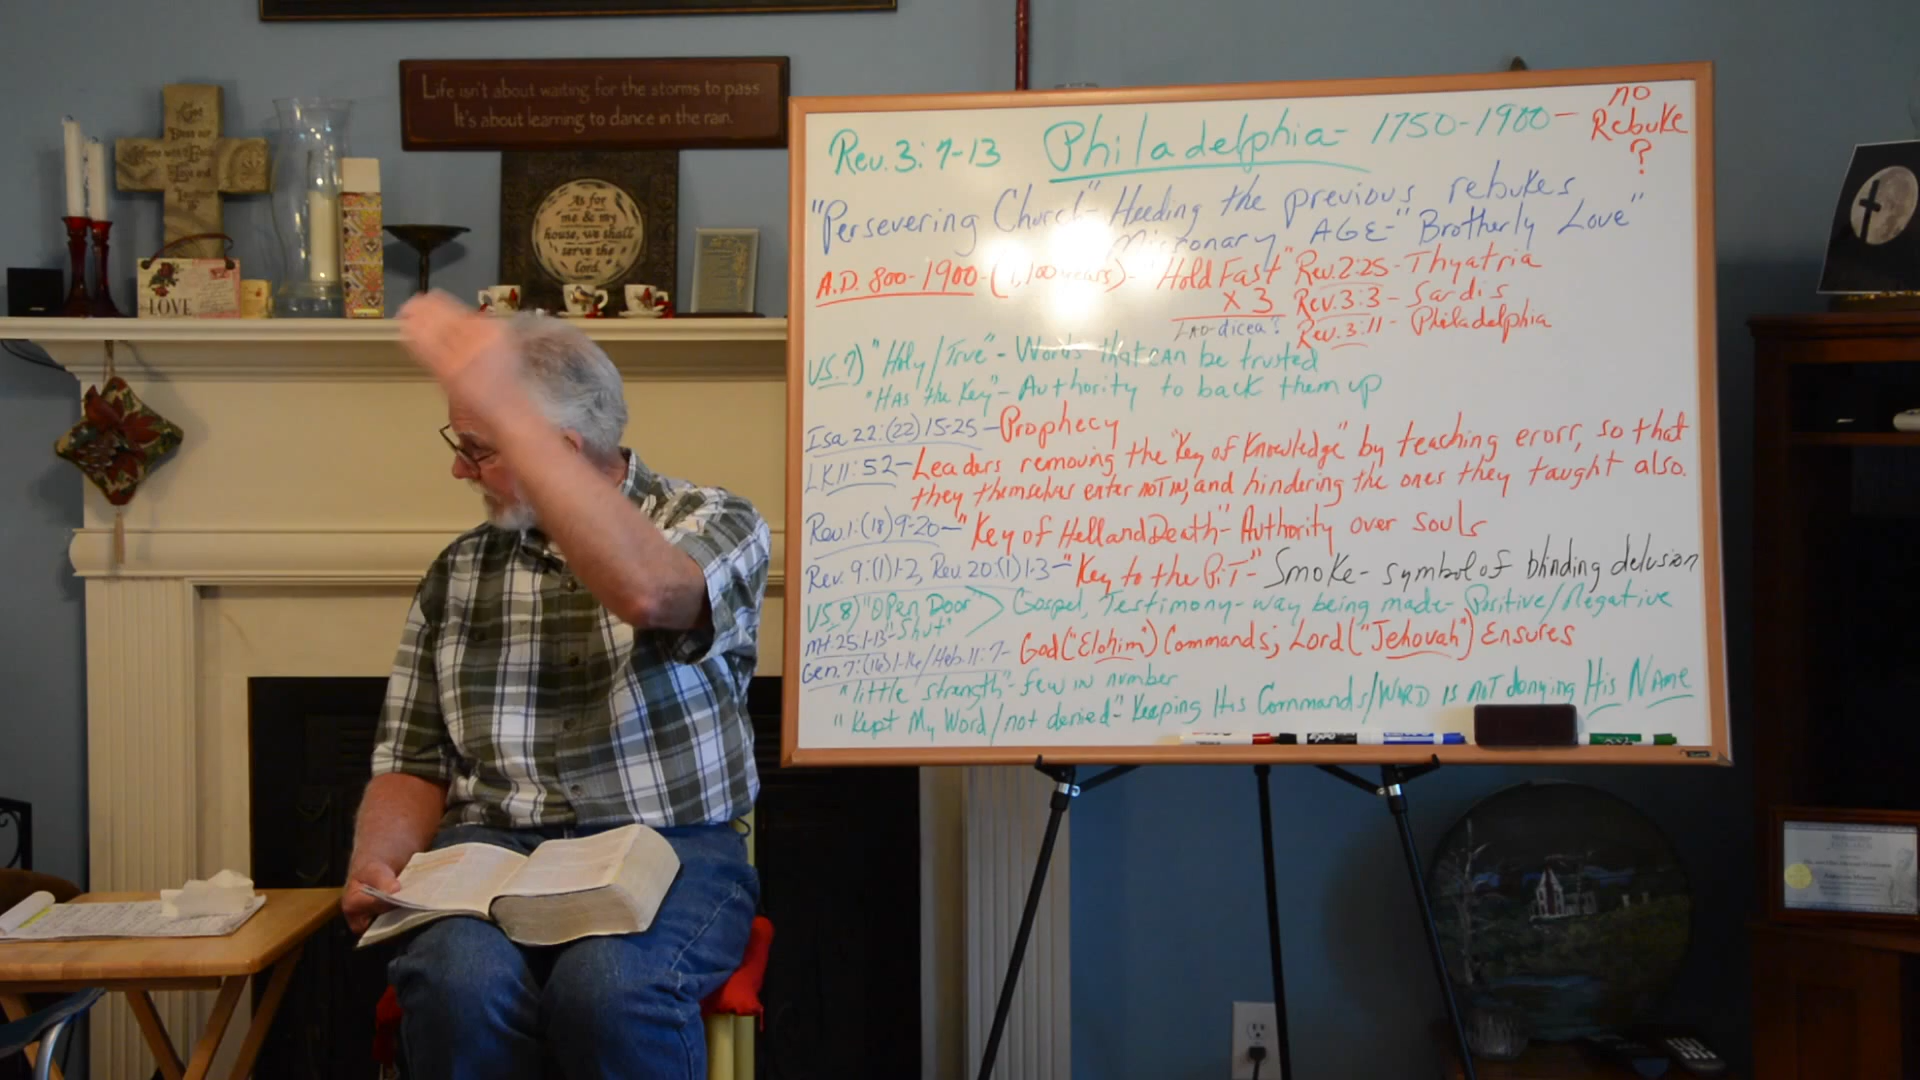 Life isn't about waiting for the storms to pass.
It's about learning to dance in the rain.
As for
me & my
house, we shall
serve the
Lord.
LOVE
Rev. 3:7-13 Philadelphia- 1750-1900- no
Rebuke
?
"Persevering Church"- Heeding the previous rebukes
Missionary AGE- "Brotherly Love"
A.D. 800-1900-(1,100 years)- "Hold Fast" Rev. 2:25-Thyatria
X 3 Rev. 3:3- Sardis
LAO-dicea? Rev. 3:11- Philadelphia
VS.7) "Holy/True"- Words that can be trusted
"Has the Key"- Authority to back them up
Isa 22:(22)15-25-Prophecy
LK 11:52-Leaders removing the "Key of Knowledge" by teaching erorr, so that
they themselves enter not in, and hindering the ones they taught also.
Rev.1:(18)9-20-"Key of Hell and Death"- Authority over souls
Rev. 9:(1)1-2, Rev. 20:(1)1-3-"Key to the PiT"- Smoke- symbol of blinding delusion
VS.8) "Open Door" > Gospel, Testimony-way being made- Positive/Negative
Mt. 25:1-13-"Shut"
Gen. 7:(16)1-16/Heb. 11:7- God("Elohim") Commands; Lord("Jehovah") Ensures
"little strength"- few in number
"Kept My Word/not denied"- Keeping His Commands/WORD is not denying His NAME